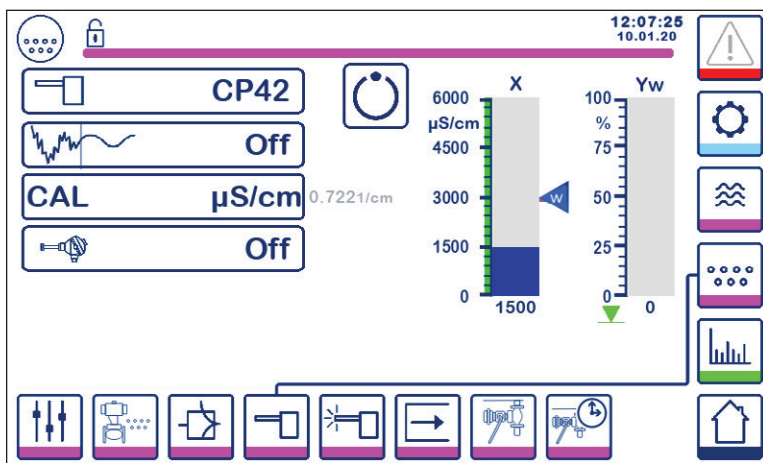 12:07:25
10.01.20
CP42
Off
CAL µS/cm 0.7221/cm
Off
X Yw
6000 100
µS/cm %
4500 75
3000 W 50
1500 25
0 0
1500 0